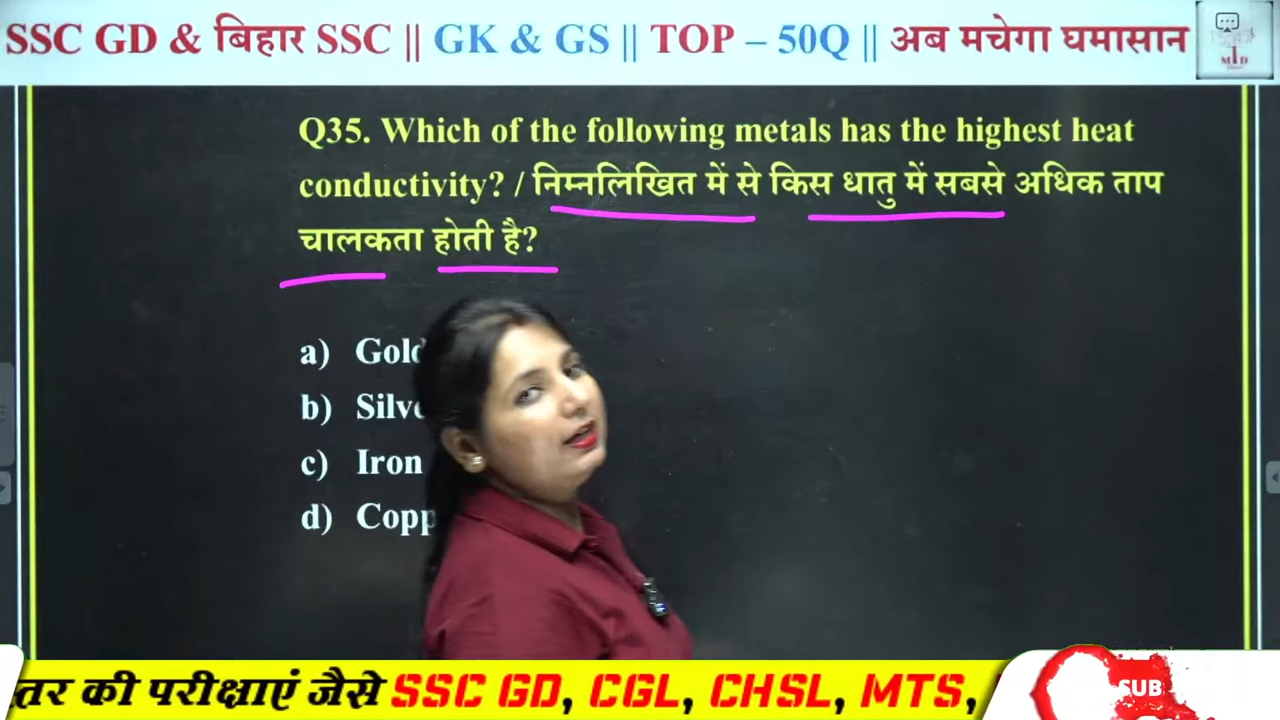 SSC GD & बिहार SSC || GK & GS || TOP – 50Q || अब मचेगा घमासान
Q35. Which of the following metals has the highest heat
conductivity? / निम्नलिखित में से किस धातु में सबसे अधिक ताप
चालकता होती है?
a) Gold
b) Silve
c) Iron
d) Copp
स्तर की परीक्षाएं जैसे SSC GD, CGL, CHSL, MTS,
SUB